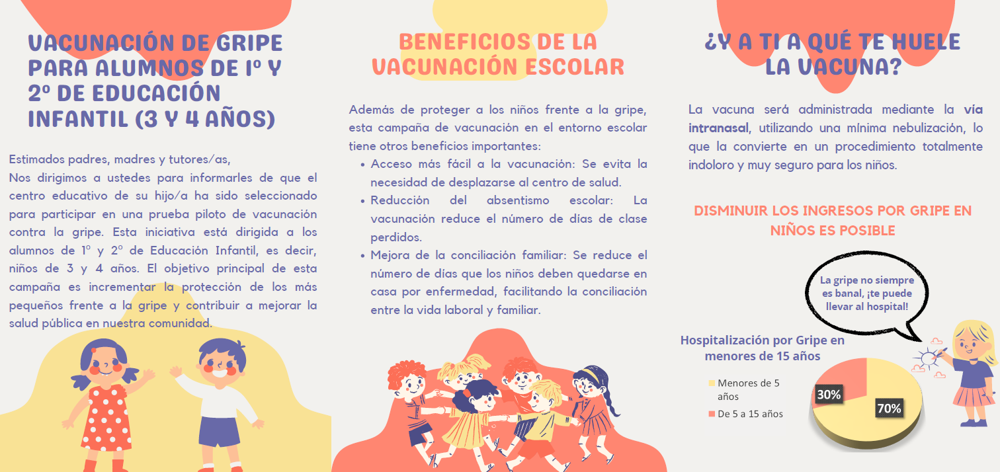 VACUNACIÓN DE GRIPE
PARA ALUMNOS DE 1º Y
2º DE EDUCACIÓN
INFANTIL (3 Y 4 AÑOS)
Estimados padres, madres y tutores/as,
Nos dirigimos a ustedes para informarles de que el
centro educativo de su hijo/a ha sido seleccionado
para participar en una prueba piloto de vacunación
contra la gripe. Esta iniciativa está dirigida a los
alumnos de 1º y 2º de Educación Infantil, es decir,
niños de 3 y 4 años. El objetivo principal de esta
campaña es incrementar la protección de los más
pequeños frente a la gripe y contribuir a mejorar la
salud pública en nuestra comunidad.
BENEFICIOS DE LA
VACUNACIÓN ESCOLAR
Además de proteger a los niños frente a la gripe,
esta campaña de vacunación en el entorno escolar
tiene otros beneficios importantes:
• Acceso más fácil a la vacunación: Se evita la
necesidad de desplazarse al centro de salud.
• Reducción del absentismo escolar: La
vacunación reduce el número de días de clase
perdidos.
• Mejora de la conciliación familiar: Se reduce el
número de días que los niños deben quedarse en
casa por enfermedad, facilitando la conciliación
entre la vida laboral y familiar.
¿Y A TI A QUÉ TE HUELE
LA VACUNA?
La vacuna será administrada mediante la vía
intranasal, utilizando una mínima nebulización, lo
que la convierte en un procedimiento totalmente
indoloro y muy seguro para los niños.
DISMINUIR LOS INGRESOS POR GRIPE EN
NIÑOS ES POSIBLE
La gripe no siempre
es banal, ¡te puede
llevar al hospital!
Hospitalización por Gripe en
menores de 15 años
Menores de 5
años
De 5 a 15 años
30%
70%